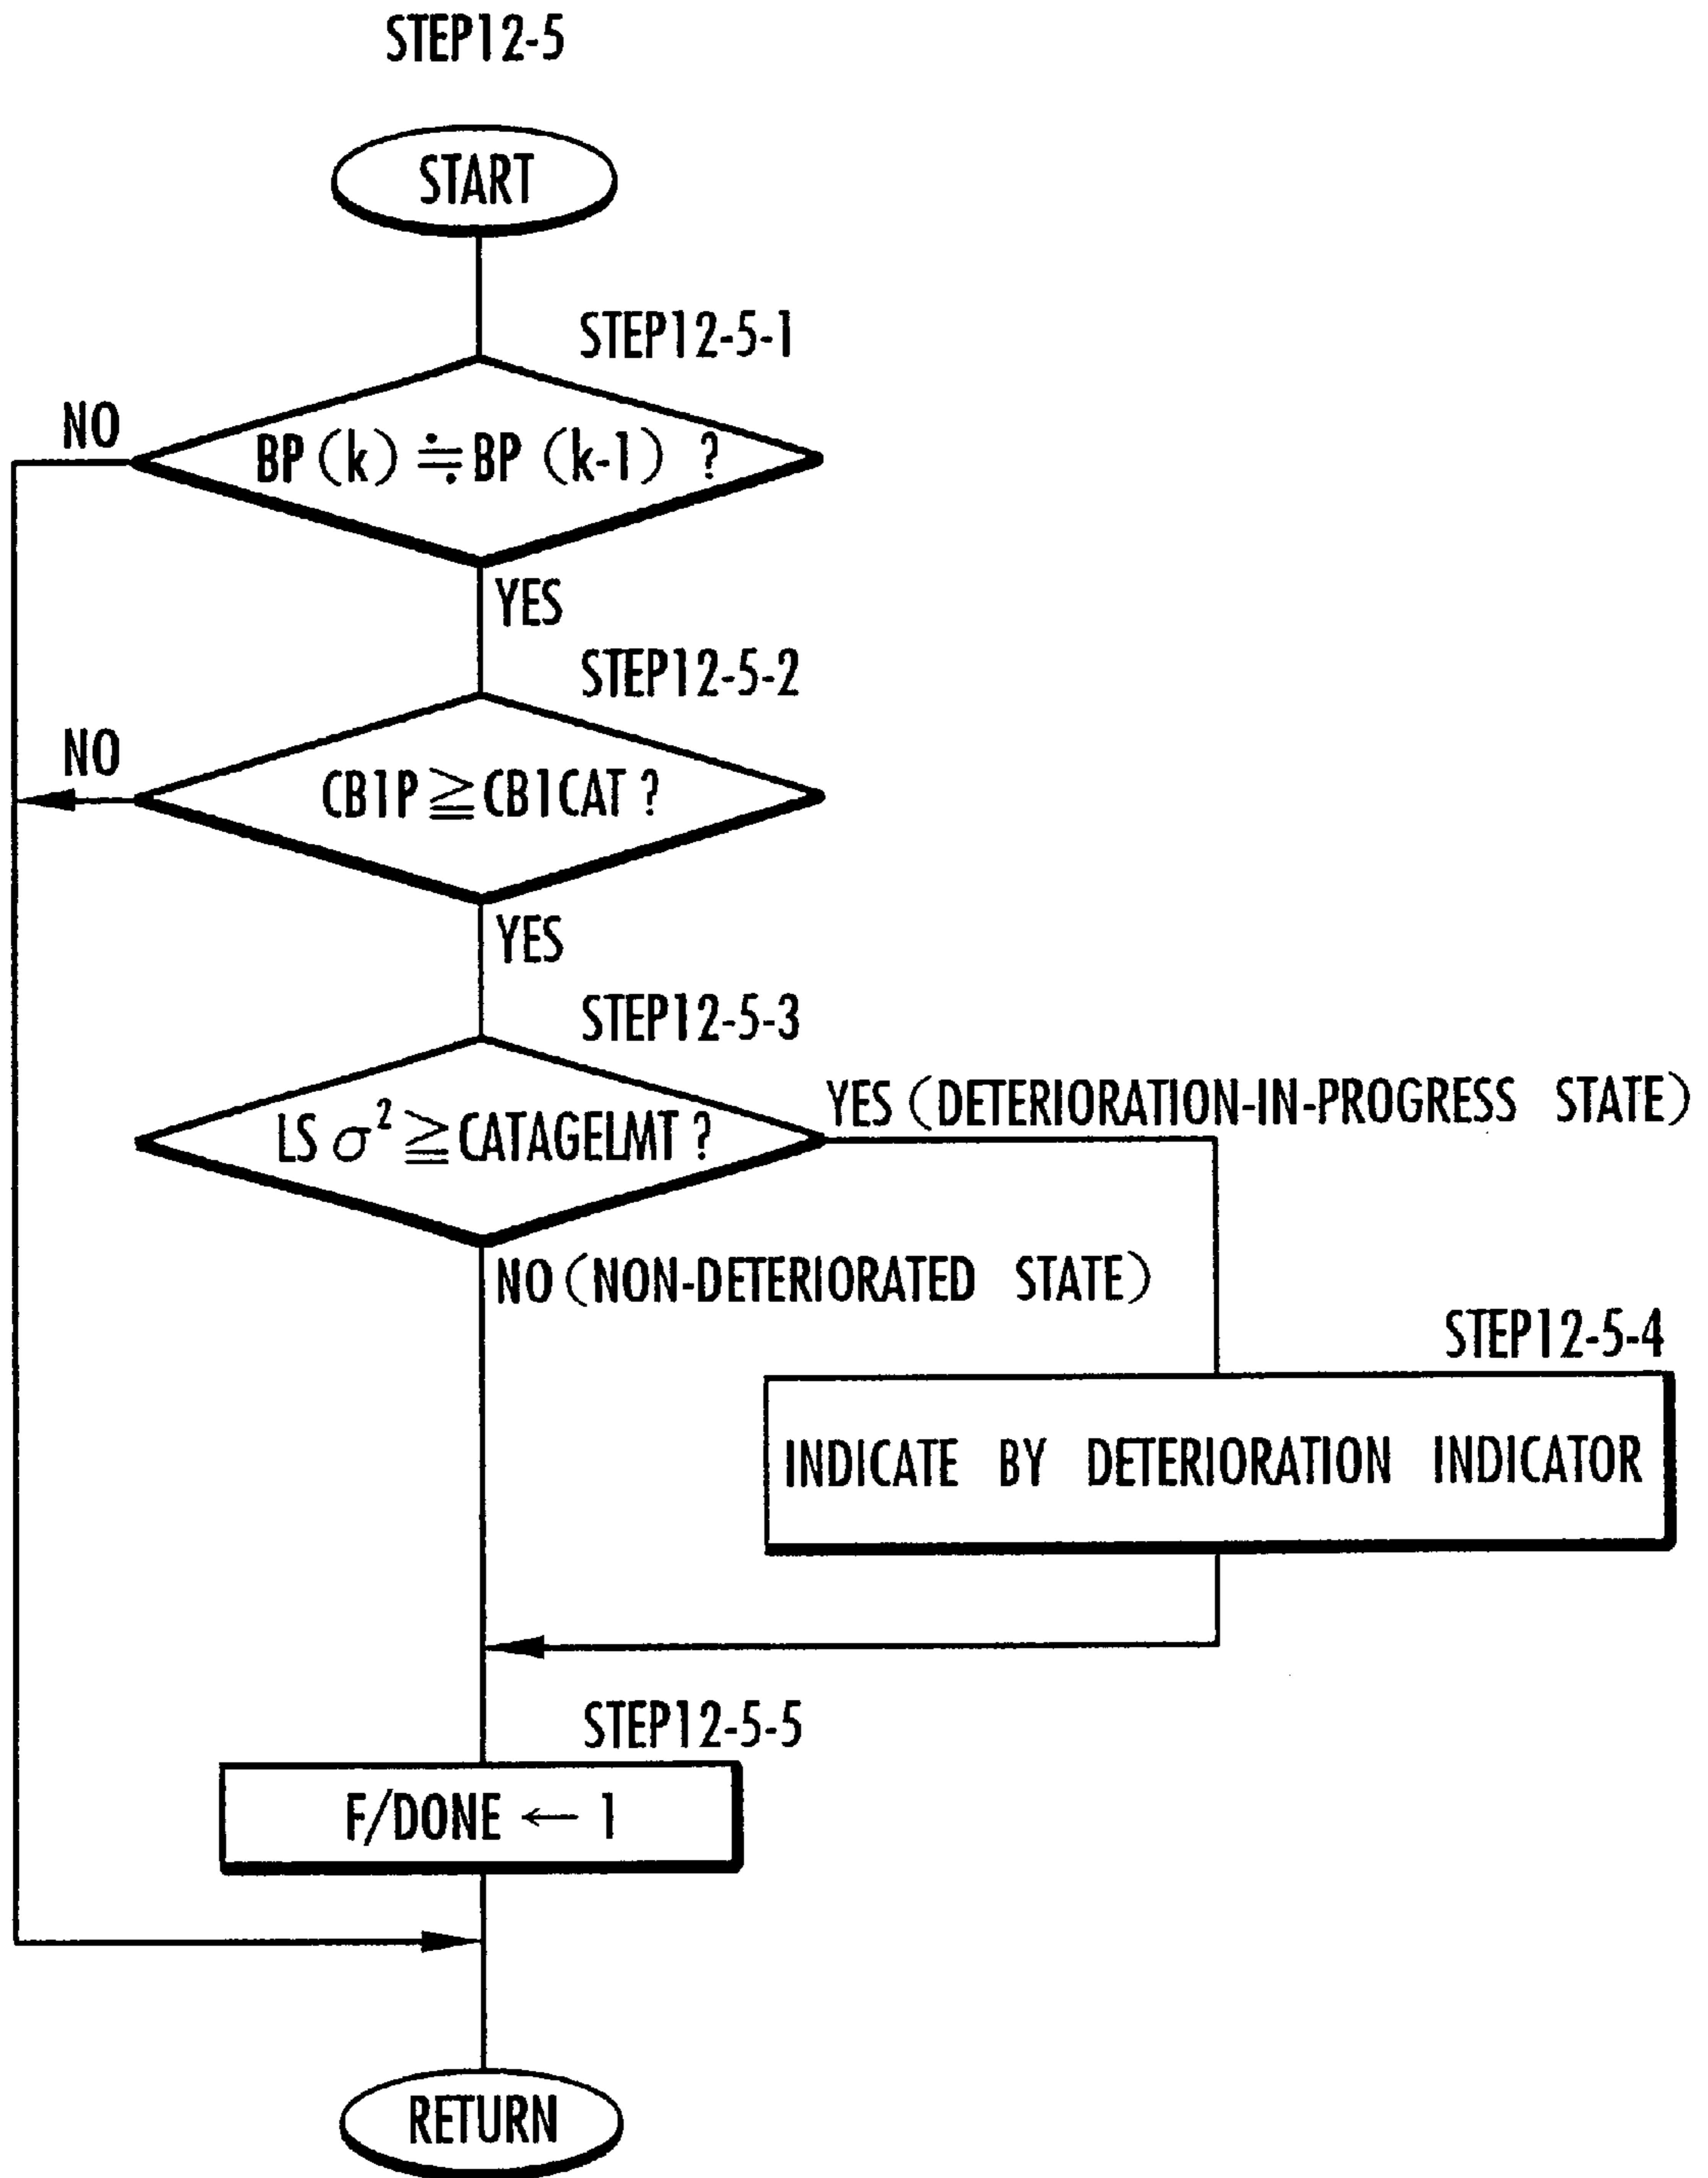 STEP12-5
START
STEP12-5-1
NO
BP (k) ≒ BP (k-1) ?
YES
STEP12-5-2
NO
CB1P ≧ CB1CAT ?
YES
STEP12-5-3
YES (DETERIORATION-IN-PROGRESS STATE)
LS σ² ≧ CATAGELMT ?
NO (NON-DETERIORATED STATE)
STEP12-5-4
INDICATE BY DETERIORATION INDICATOR
STEP12-5-5
F/DONE ← 1
RETURN